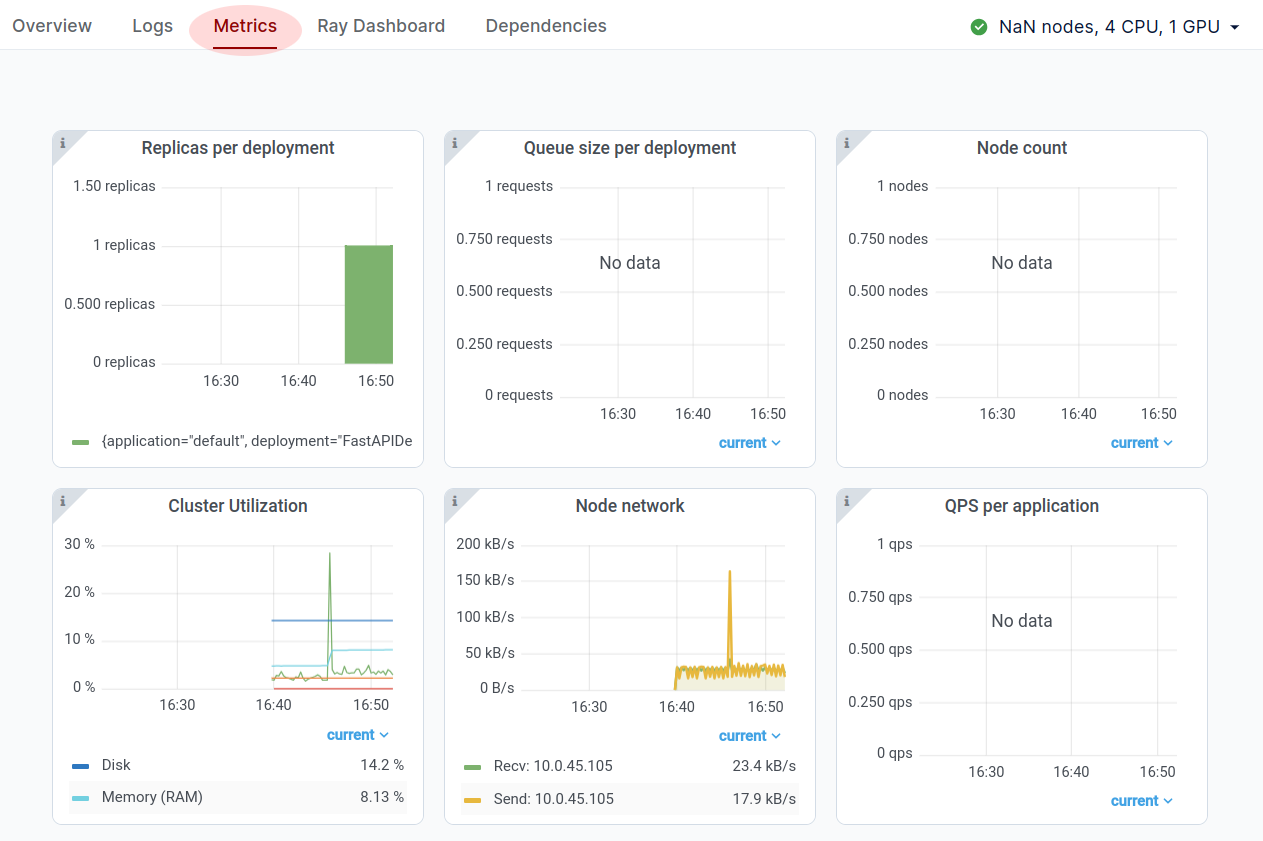 Overview Logs Metrics Ray Dashboard Dependencies NaN nodes, 4 CPU, 1 GPU
i
Replicas per deployment
1.50 replicas
1 replicas
0.500 replicas
0 replicas
16:30 16:40 16:50
{application="default", deployment="FastAPIDe
i
Queue size per deployment
1 requests
0.750 requests
No data
0.500 requests
0.250 requests
0 requests
16:30 16:40 16:50
current
i
Node count
1 nodes
0.750 nodes
No data
0.500 nodes
0.250 nodes
0 nodes
16:30 16:40 16:50
current
i
Cluster Utilization
30 %
20 %
10 %
0 %
16:30 16:40 16:50
current
Disk 14.2 %
Memory (RAM) 8.13 %
i
Node network
200 kB/s
150 kB/s
100 kB/s
50 kB/s
0 B/s
16:30 16:40 16:50
current
Recv: 10.0.45.105 23.4 kB/s
Send: 10.0.45.105 17.9 kB/s
i
QPS per application
1 qps
0.750 qps
No data
0.500 qps
0.250 qps
0 qps
16:30 16:40 16:50
current